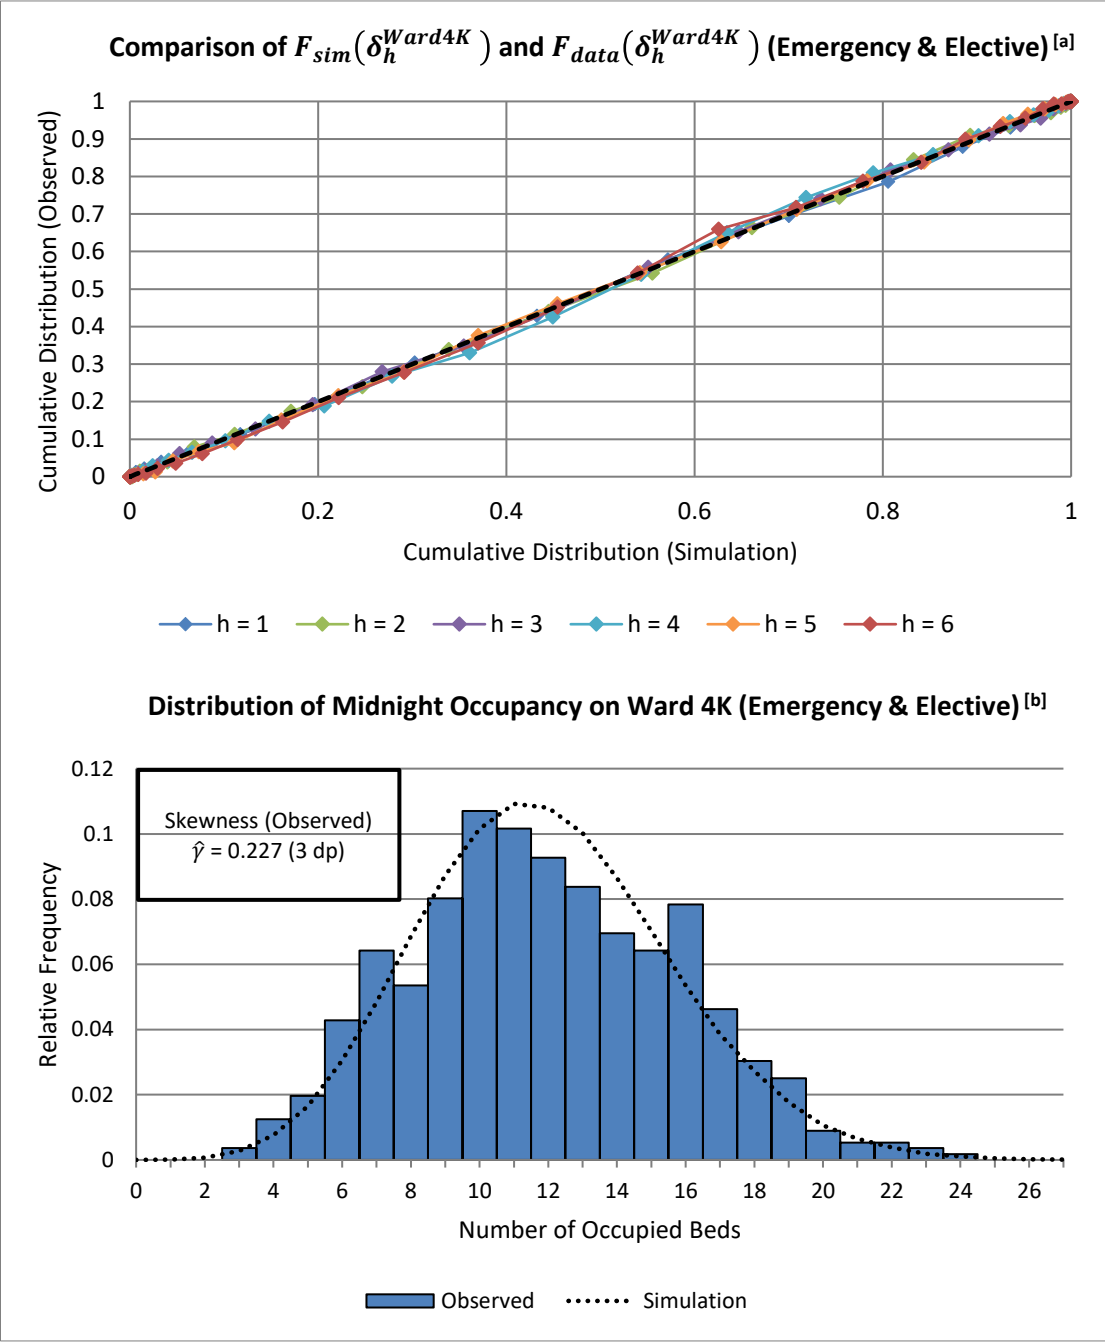 Comparison of F_sim(δ_h^Ward4K) and F_data(δ_h^Ward4K) (Emergency & Elective) [a]
Cumulative Distribution (Observed)
1
0.9
0.8
0.7
0.6
0.5
0.4
0.3
0.2
0.1
0
0 0.2 0.4 0.6 0.8 1
Cumulative Distribution (Simulation)
h = 1 h = 2 h = 3 h = 4 h = 5 h = 6
Distribution of Midnight Occupancy on Ward 4K (Emergency & Elective) [b]
Relative Frequency
0.12
0.1
0.08
0.06
0.04
0.02
0
Skewness (Observed)
γ̂ = 0.227 (3 dp)
0 2 4 6 8 10 12 14 16 18 20 22 24 26
Number of Occupied Beds
Observed Simulation